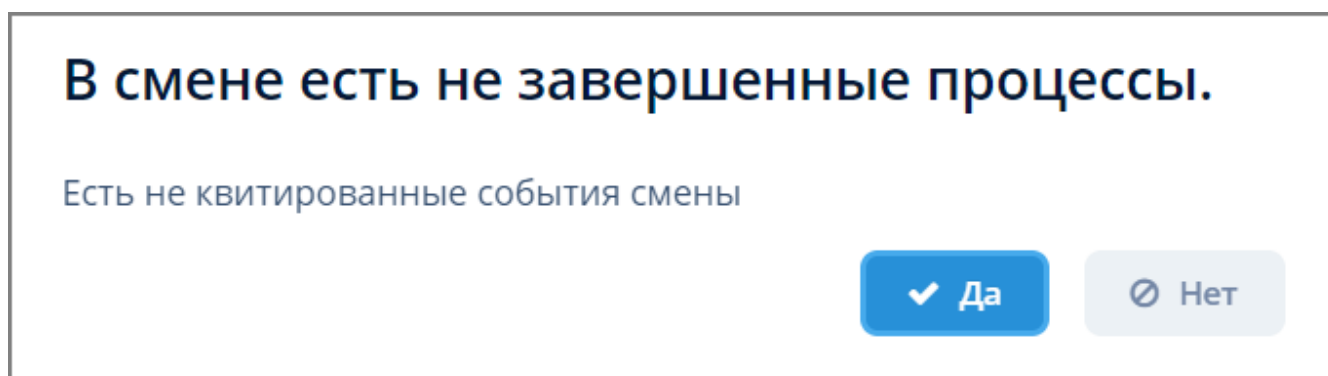 В смене есть не завершенные процессы.
Есть не квитированные события смены
Да Нет